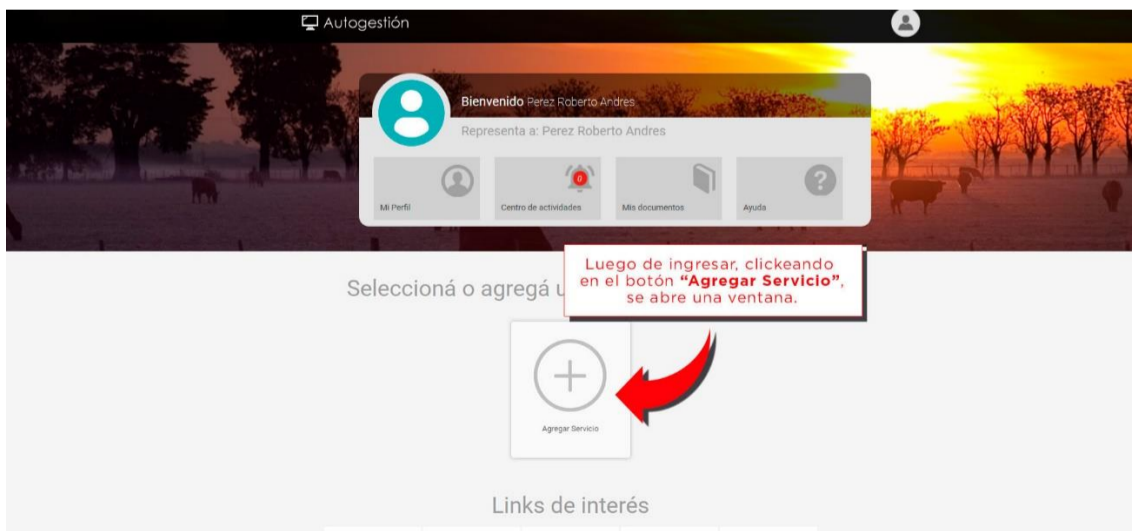 Autogestión
Bienvenido Perez Roberto Andres
Representa a: Perez Roberto Andres
Mi Perfil
0
Centro de actividades
Mis documentos
?
Ayuda
Luego de ingresar, clickeando
en el botón “Agregar Servicio”,
se abre una ventana.
Seleccioná o agregá
Agregar Servicio
Links de interés